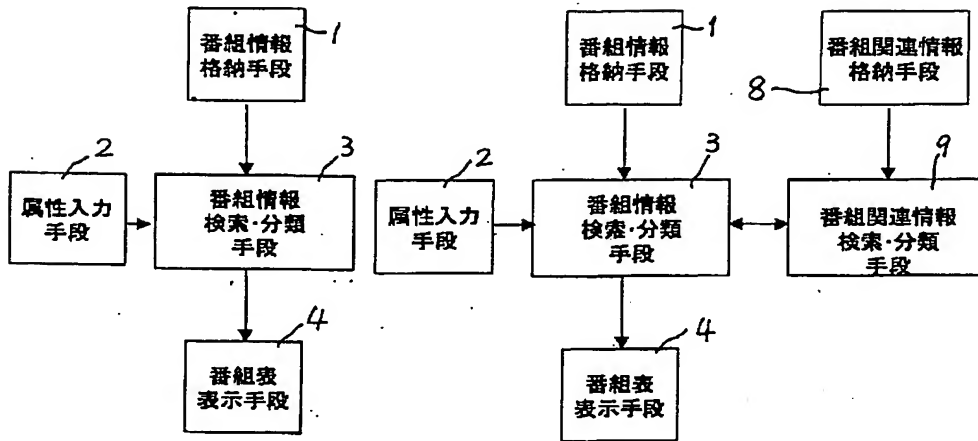 1
番組情報
格納手段
2
属性入力
手段
3
番組情報
検索・分類
手段
4
番組表
表示手段
1
番組情報
格納手段
8
番組関連情報
格納手段
2
属性入力
手段
3
番組情報
検索・分類
手段
9
番組関連情報
検索・分類
手段
4
番組表
表示手段